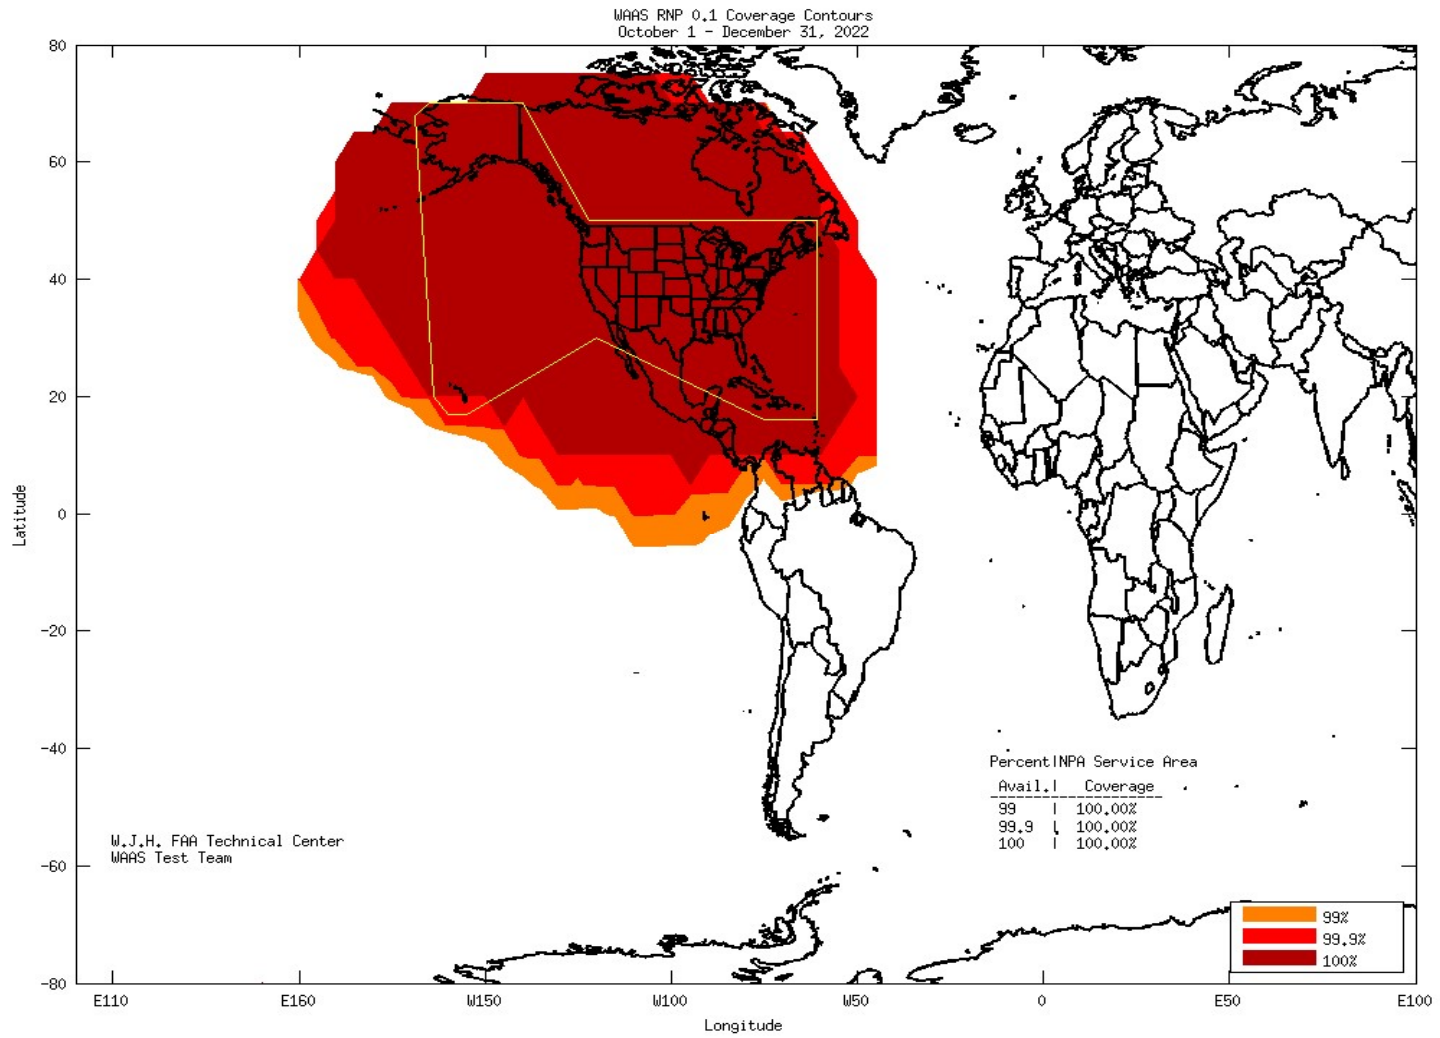 WAAS RNP 0.1 Coverage Contours
October 1 - December 31, 2022
80
60
40
20
0
-20
-40
-60
-80
Latitude
Percent|NPA Service Area
Avail.| Coverage
99 | 100.00%
99.9 | 100.00%
100 | 100.00%
W.J.H. FAA Technical Center
WAAS Test Team
99%
99.9%
100%
E110 E160 W150 W100 W50 0 E50 E100
Longitude